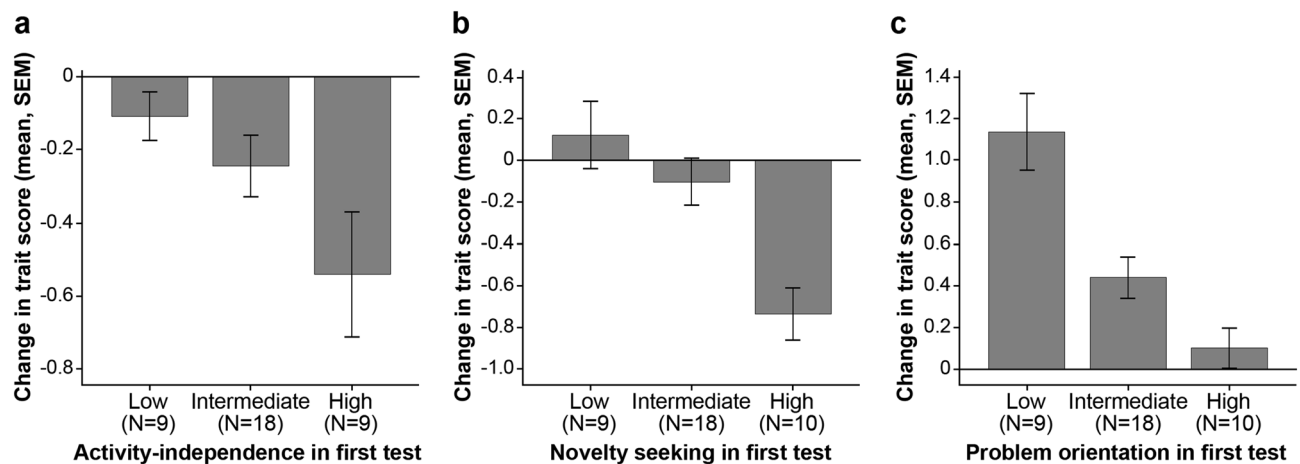 a
Change in trait score (mean, SEM)
0
-0.2
-0.4
-0.6
-0.8
Low Intermediate High
(N=9) (N=18) (N=9)
Activity-independence in first test
b
Change in trait score (mean, SEM)
0.4
0.2
0
-0.2
-0.4
-0.6
-0.8
-1.0
Low Intermediate High
(N=9) (N=18) (N=10)
Novelty seeking in first test
c
Change in trait score (mean, SEM)
1.4
1.2
1.0
0.8
0.6
0.4
0.2
0
Low Intermediate High
(N=9) (N=18) (N=10)
Problem orientation in first test